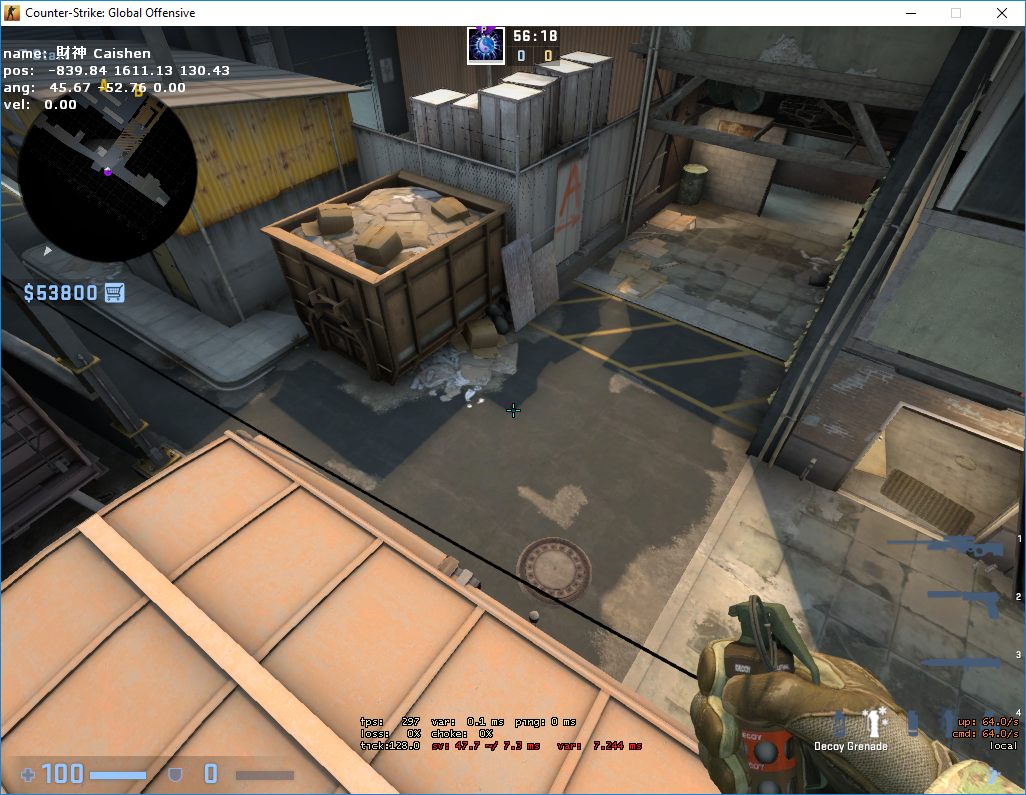 Counter-Strike: Global Offensive
name: 財神 Caishen
pos: -839.84 1611.13 130.43
ang: 45.67 -52.76 0.00
vel: 0.00
56:18
0 0
A
$53800
1
2
3
4
Decoy Grenade
fps: 297 var: 0.1 ms ping: 0 ms
loss: 0% choke: 0%
tick:128.0 sv: 47.7 ~/ 7.3 ms var: 7.244 ms
up: 64.0/s
cmd: 64.0/s
local
100
0